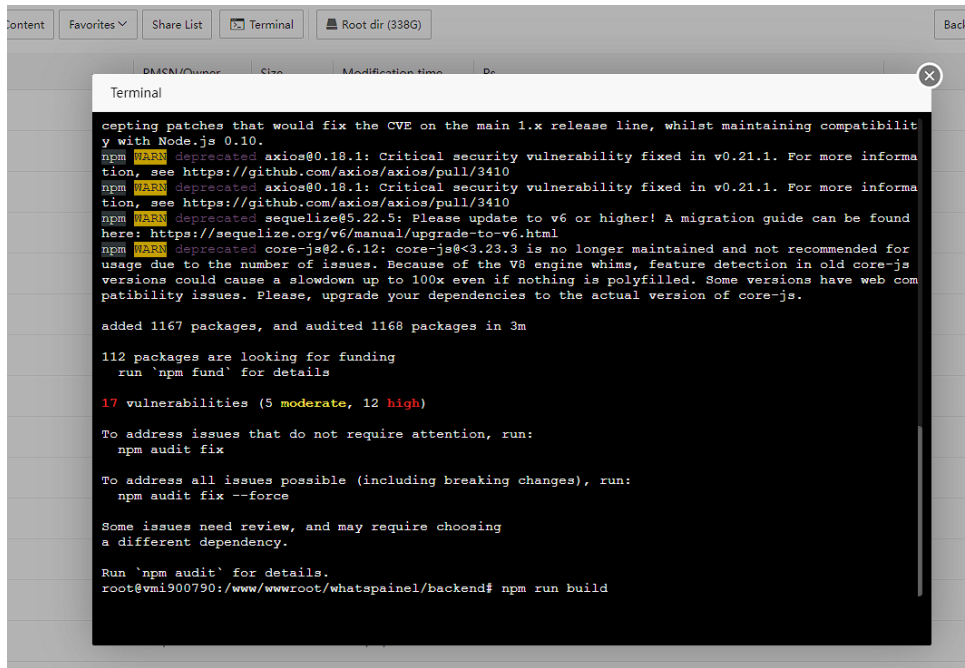 Content Favorites Share List Terminal Root dir (338G) Back
PMSN/Owner Size Modification time Ps
Terminal
cepting patches that would fix the CVE on the main 1.x release line, whilst maintaining compatibilit
y with Node.js 0.10.
npm WARN deprecated axios@0.18.1: Critical security vulnerability fixed in v0.21.1. For more informa
tion, see https://github.com/axios/axios/pull/3410
npm WARN deprecated axios@0.18.1: Critical security vulnerability fixed in v0.21.1. For more informa
tion, see https://github.com/axios/axios/pull/3410
npm WARN deprecated sequelize@5.22.5: Please update to v6 or higher! A migration guide can be found
here: https://sequelize.org/v6/manual/upgrade-to-v6.html
npm WARN deprecated core-js@2.6.12: core-js@<3.23.3 is no longer maintained and not recommended for
usage due to the number of issues. Because of the V8 engine whims, feature detection in old core-js
versions could cause a slowdown up to 100x even if nothing is polyfilled. Some versions have web com
patibility issues. Please, upgrade your dependencies to the actual version of core-js.
added 1167 packages, and audited 1168 packages in 3m
112 packages are looking for funding
run `npm fund` for details
17 vulnerabilities (5 moderate, 12 high)
To address issues that do not require attention, run:
npm audit fix
To address all issues possible (including breaking changes), run:
npm audit fix --force
Some issues need review, and may require choosing
a different dependency.
Run `npm audit` for details.
root@vmi900790:/www/wwwroot/whatspainel/backend# npm run build